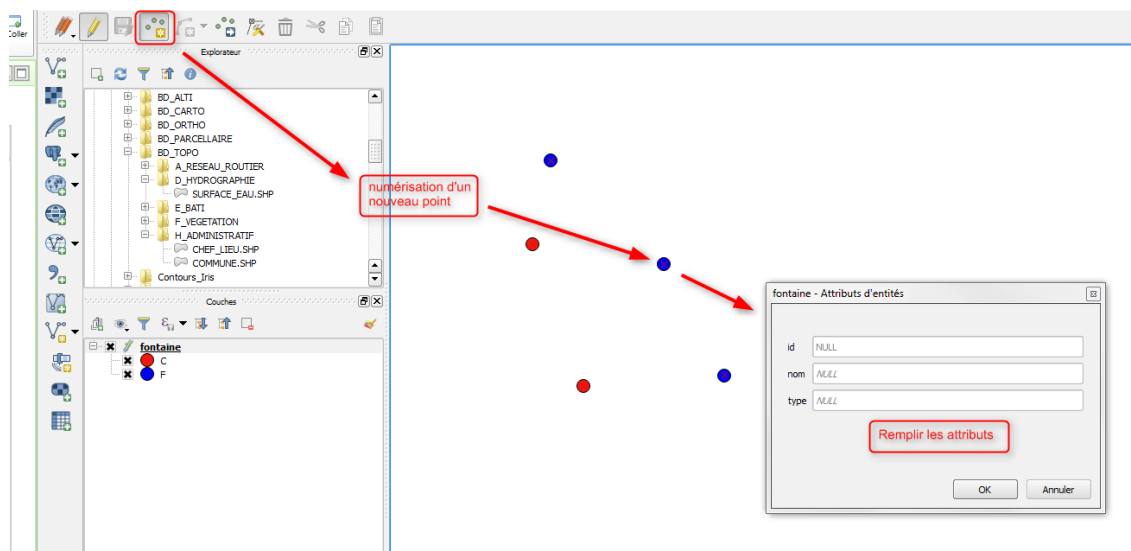 Coller
Explorateur
BD_ALTI
BD_CARTO
BD_ORTHO
BD_PARCELLAIRE
BD_TOPO
A_RESEAU_ROUTIER
D_HYDROGRAPHIE
SURFACE_EAU.SHP
E_BATI
F_VEGETATION
H_ADMINISTRATIF
CHEF_LIEU.SHP
COMMUNE.SHP
Contours_Iris
Couches
fontaine
C
F
numérisation d'un
nouveau point
fontaine - Attributs d'entités
id NULL
nom NULL
type NULL
Remplir les attributs
OK Annuler